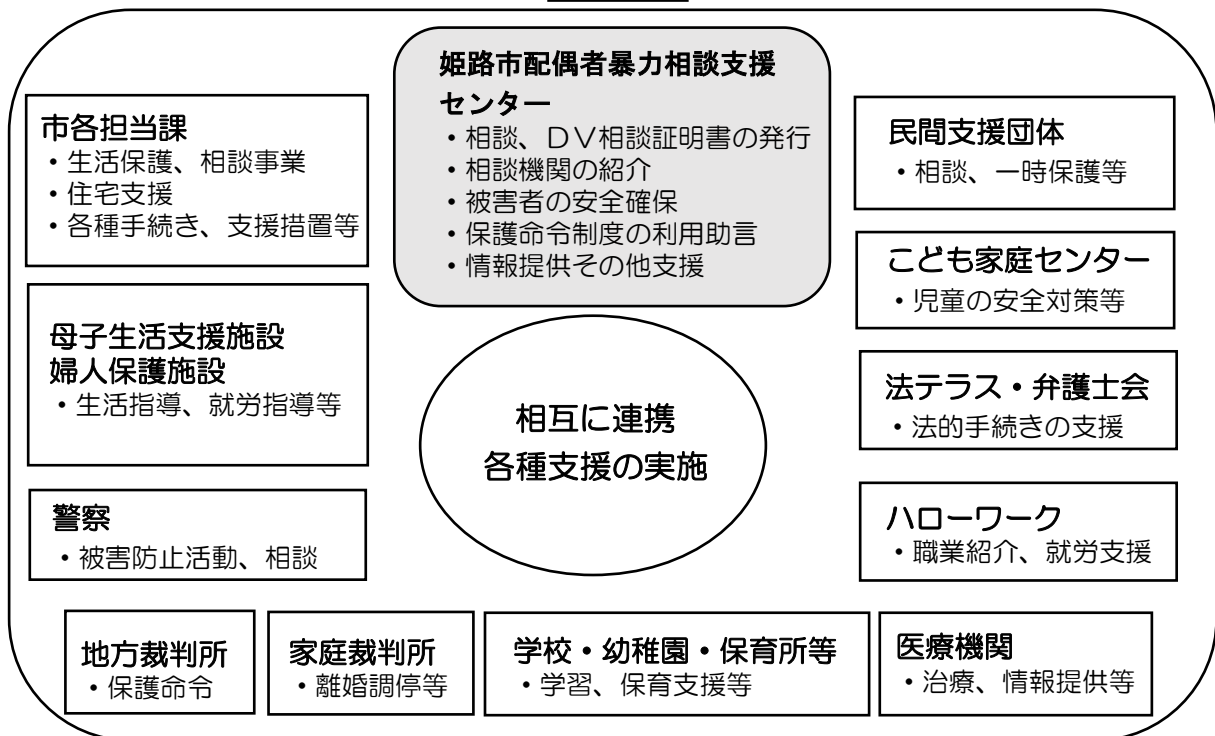 姫路市配偶者暴力相談支援
センター
・相談、ＤＶ相談証明書の発行
・相談機関の紹介
・被害者の安全確保
・保護命令制度の利用助言
・情報提供その他支援
市各担当課
・生活保護、相談事業
・住宅支援
・各種手続き、支援措置等
民間支援団体
・相談、一時保護等
こども家庭センター
・児童の安全対策等
母子生活支援施設
婦人保護施設
・生活指導、就労指導等
相互に連携
各種支援の実施
法テラス・弁護士会
・法的手続きの支援
警察
・被害防止活動、相談
ハローワーク
・職業紹介、就労支援
地方裁判所
・保護命令
家庭裁判所
・離婚調停等
学校・幼稚園・保育所等
・学習、保育支援等
医療機関
・治療、情報提供等